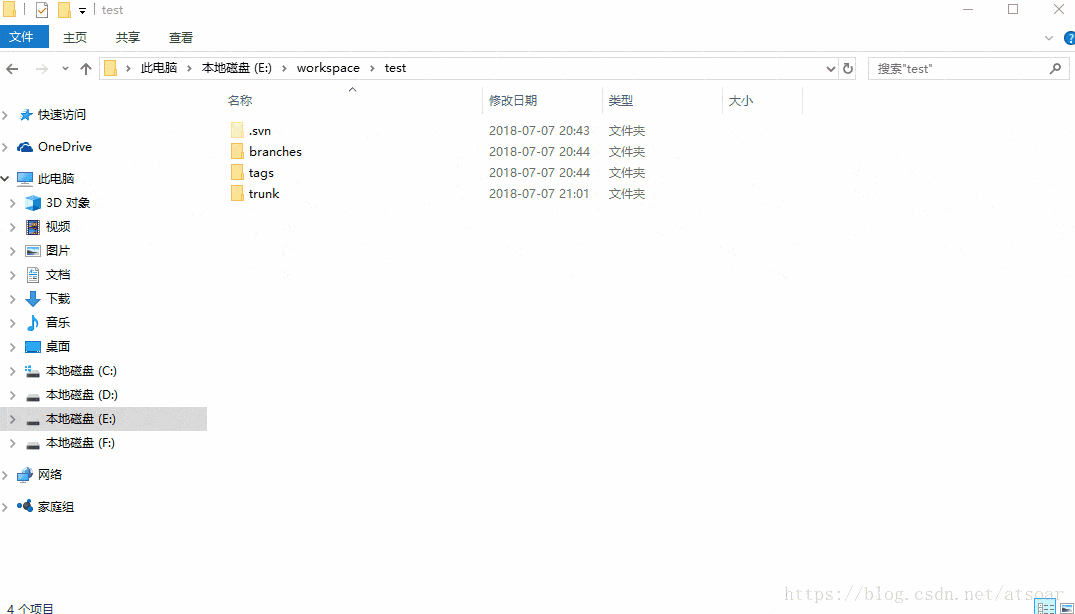 test
文件 主页 共享 查看
此电脑 本地磁盘 (E:) workspace test 搜索"test"
名称 修改日期 类型 大小
.svn 2018-07-07 20:43 文件夹
branches 2018-07-07 20:44 文件夹
tags 2018-07-07 20:44 文件夹
trunk 2018-07-07 21:01 文件夹
快速访问
OneDrive
此电脑
3D 对象
视频
图片
文档
下载
音乐
桌面
本地磁盘 (C:)
本地磁盘 (D:)
本地磁盘 (E:)
本地磁盘 (F:)
网络
家庭组
https://blog.csdn.net/atsoar
4 个项目